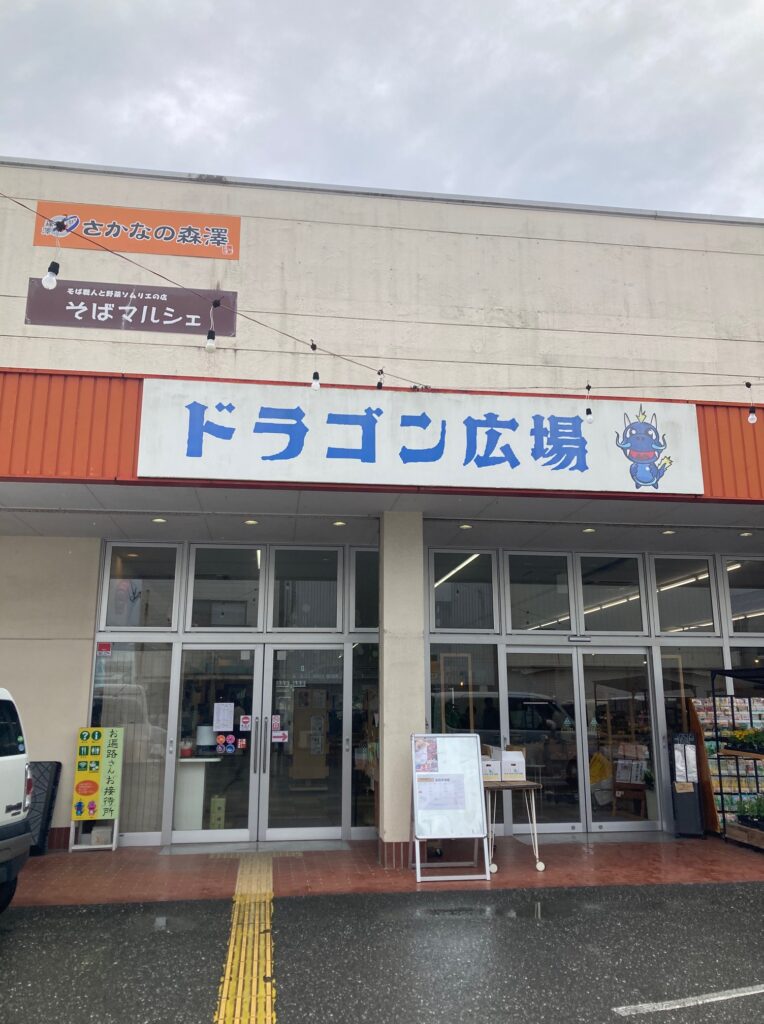 さかなの森澤
そば職人と野菜ソムリエの店
そばマルシェ
ドラゴン広場
お遍路さんお接待所